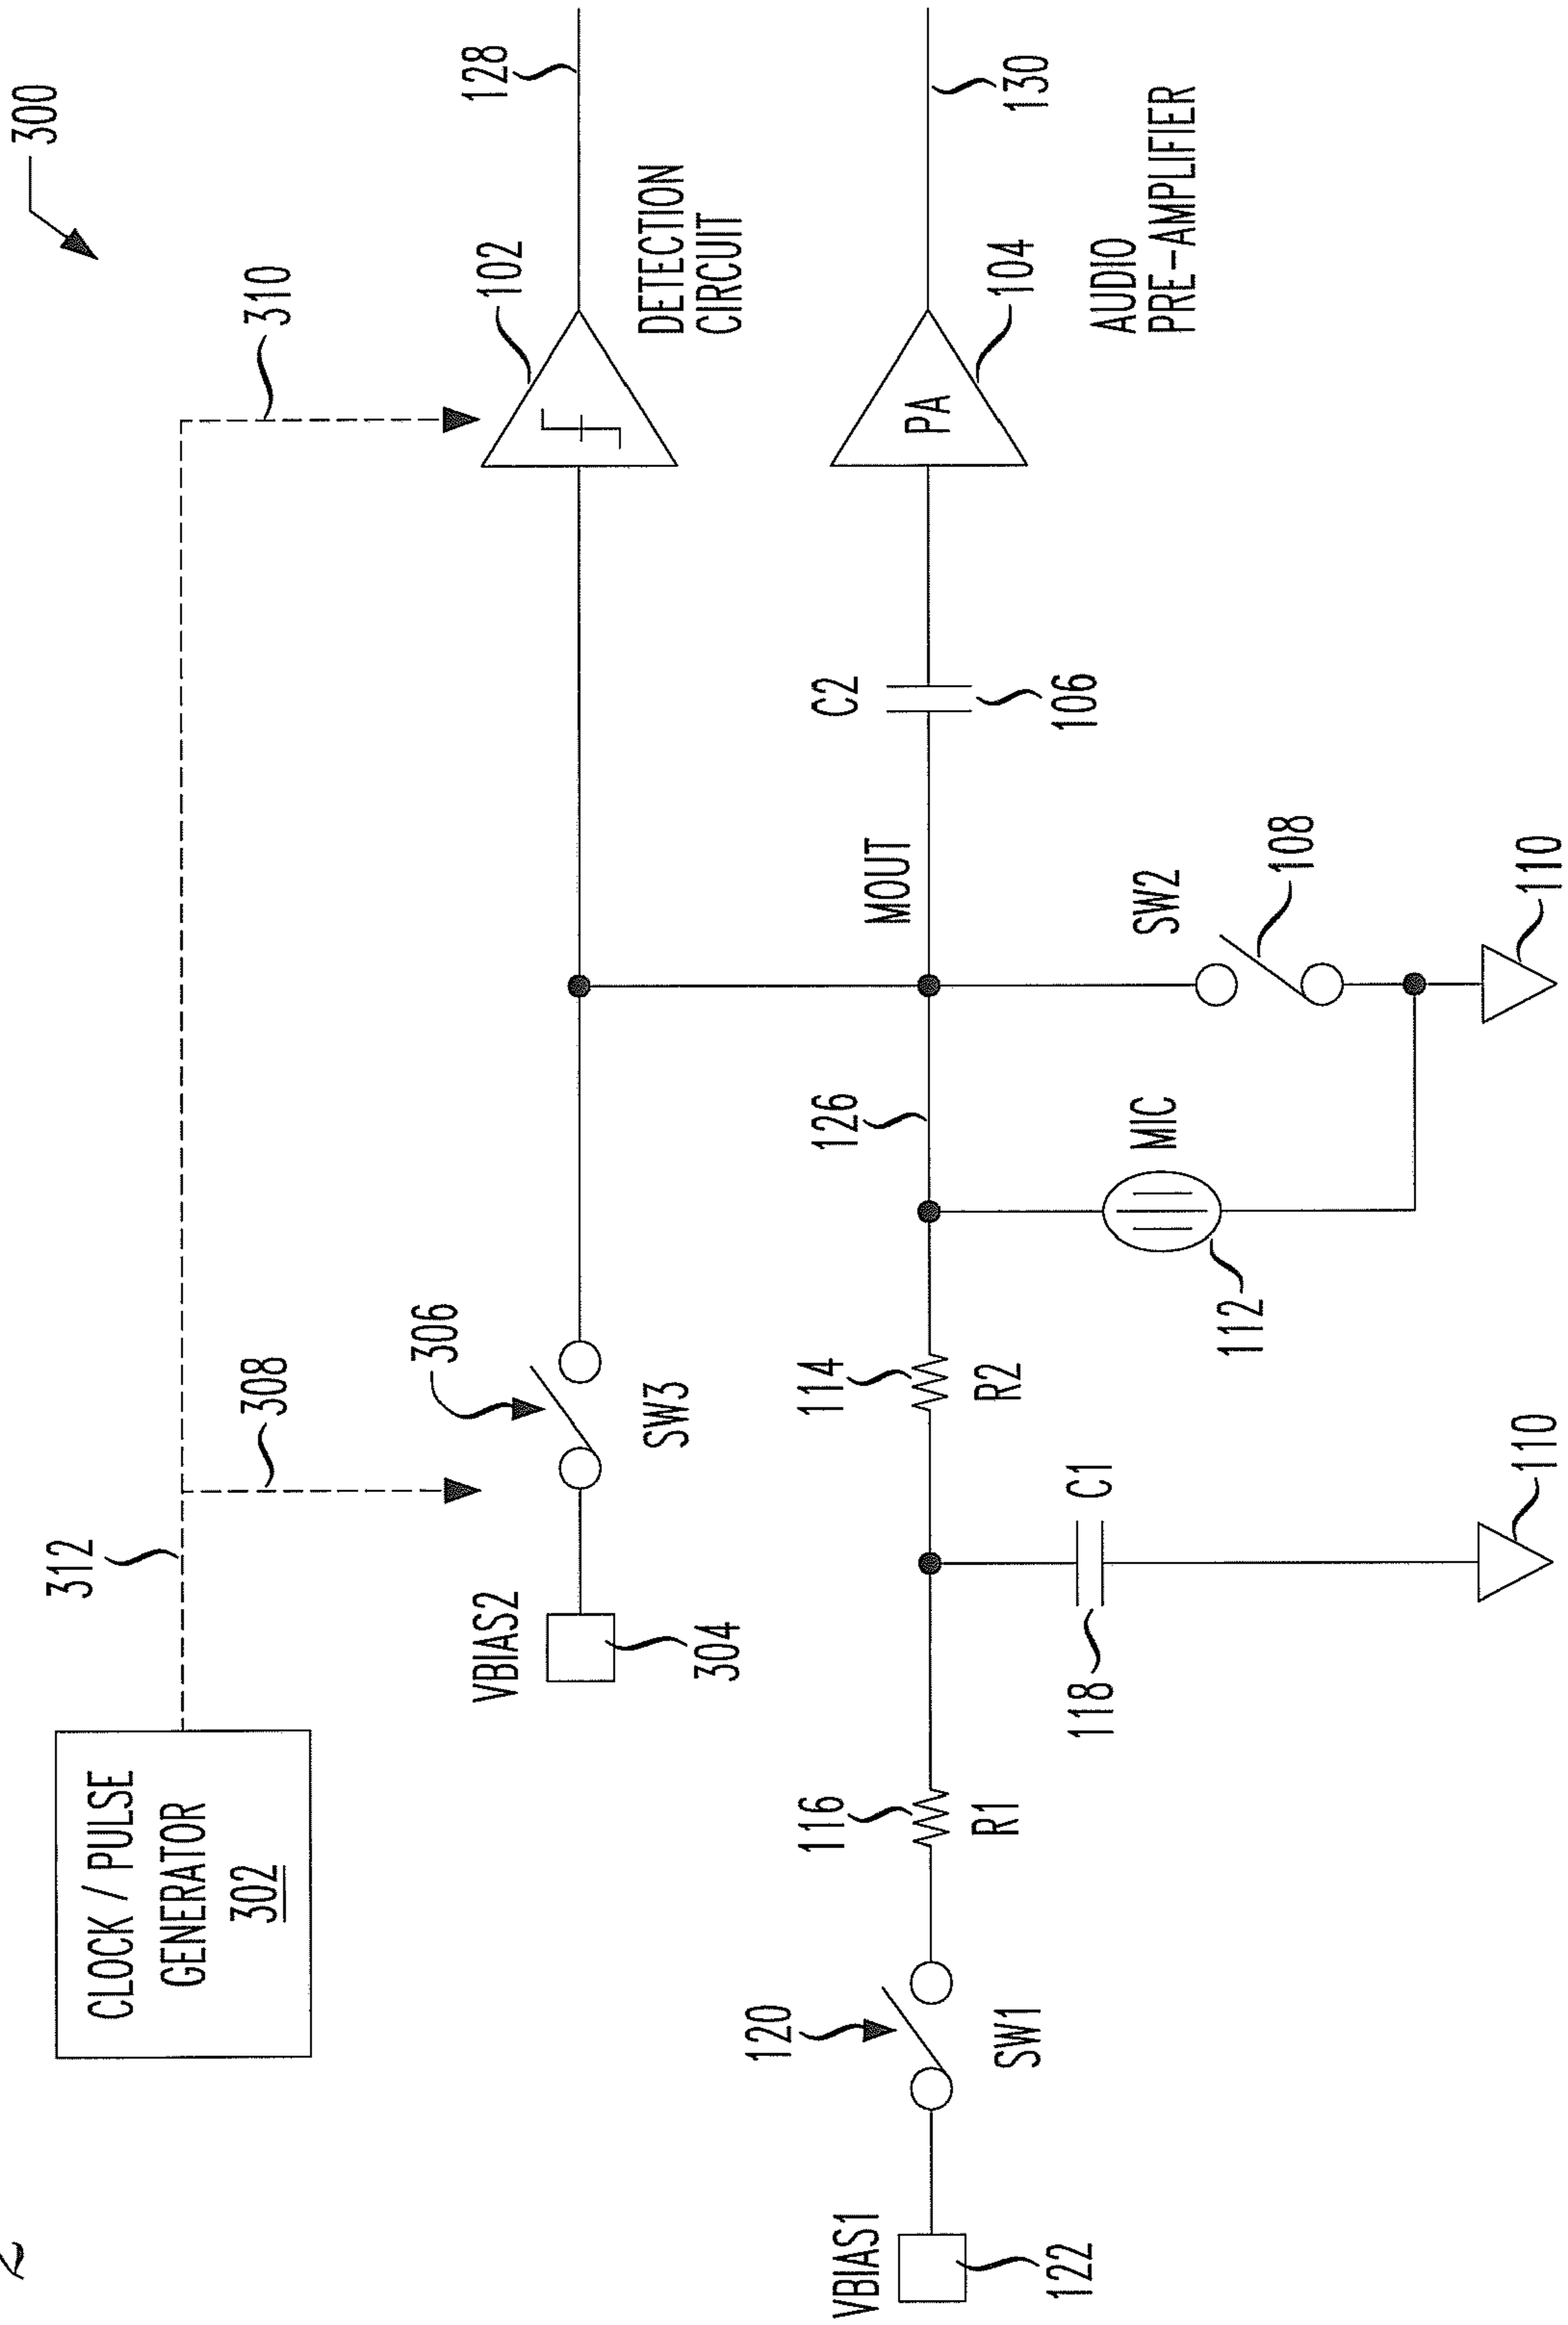 300
CLOCK / PULSE
GENERATOR
302
312
308
310
VBIAS2
304
306
SW3
102
128
DETECTION
CIRCUIT
VBIAS1
122
120
SW1
116
R1
118
C1
110
114
R2
126
112
MIC
MOUT
SW2
108
110
C2
106
PA
104
130
AUDIO
PRE-AMPLIFIER